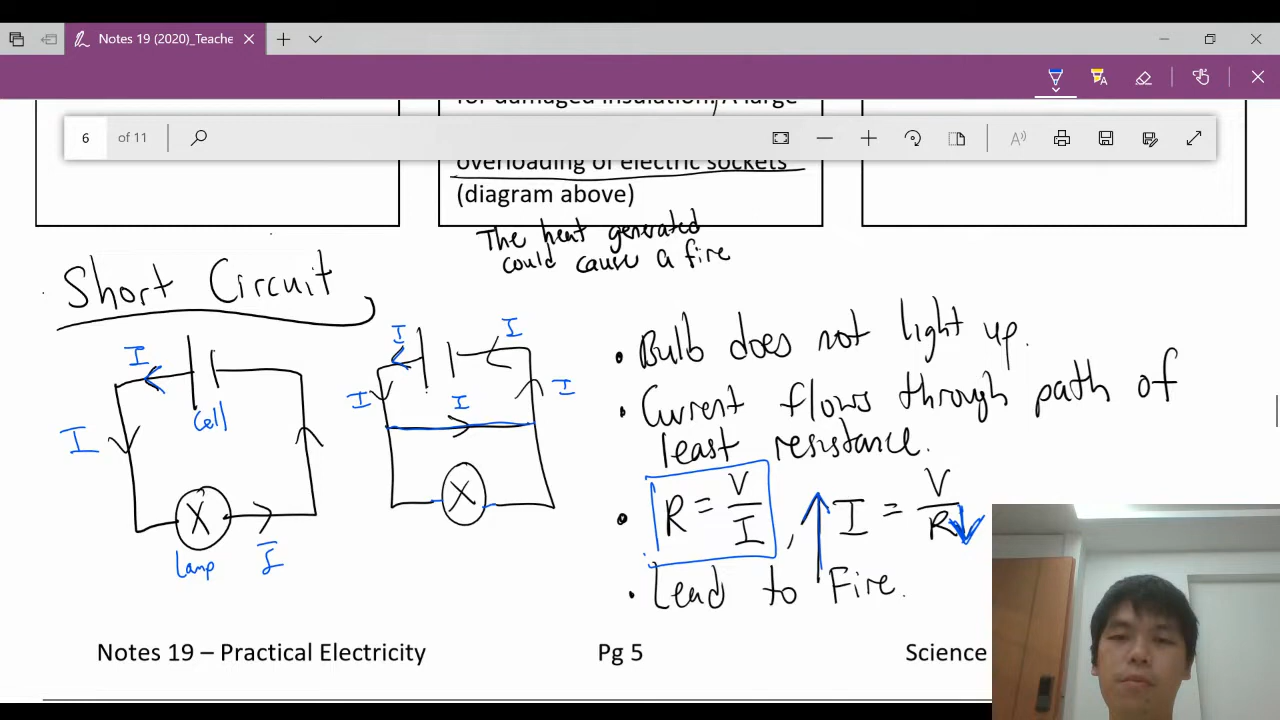 Notes 19 (2020)_Teache
for damaged insulation. A large
6 of 11
overloading of electric sockets
(diagram above)
The heat generated
could cause a fire
Short Circuit
I
Cell
I
Lamp
I
I
I
I
I
I
X
X
• Bulb does not light up.
• Current flows through path of
least resistance.
• R = V/I , ↑ I = V/R↓
• Lead to Fire.
Notes 19 – Practical Electricity
Pg 5
Science